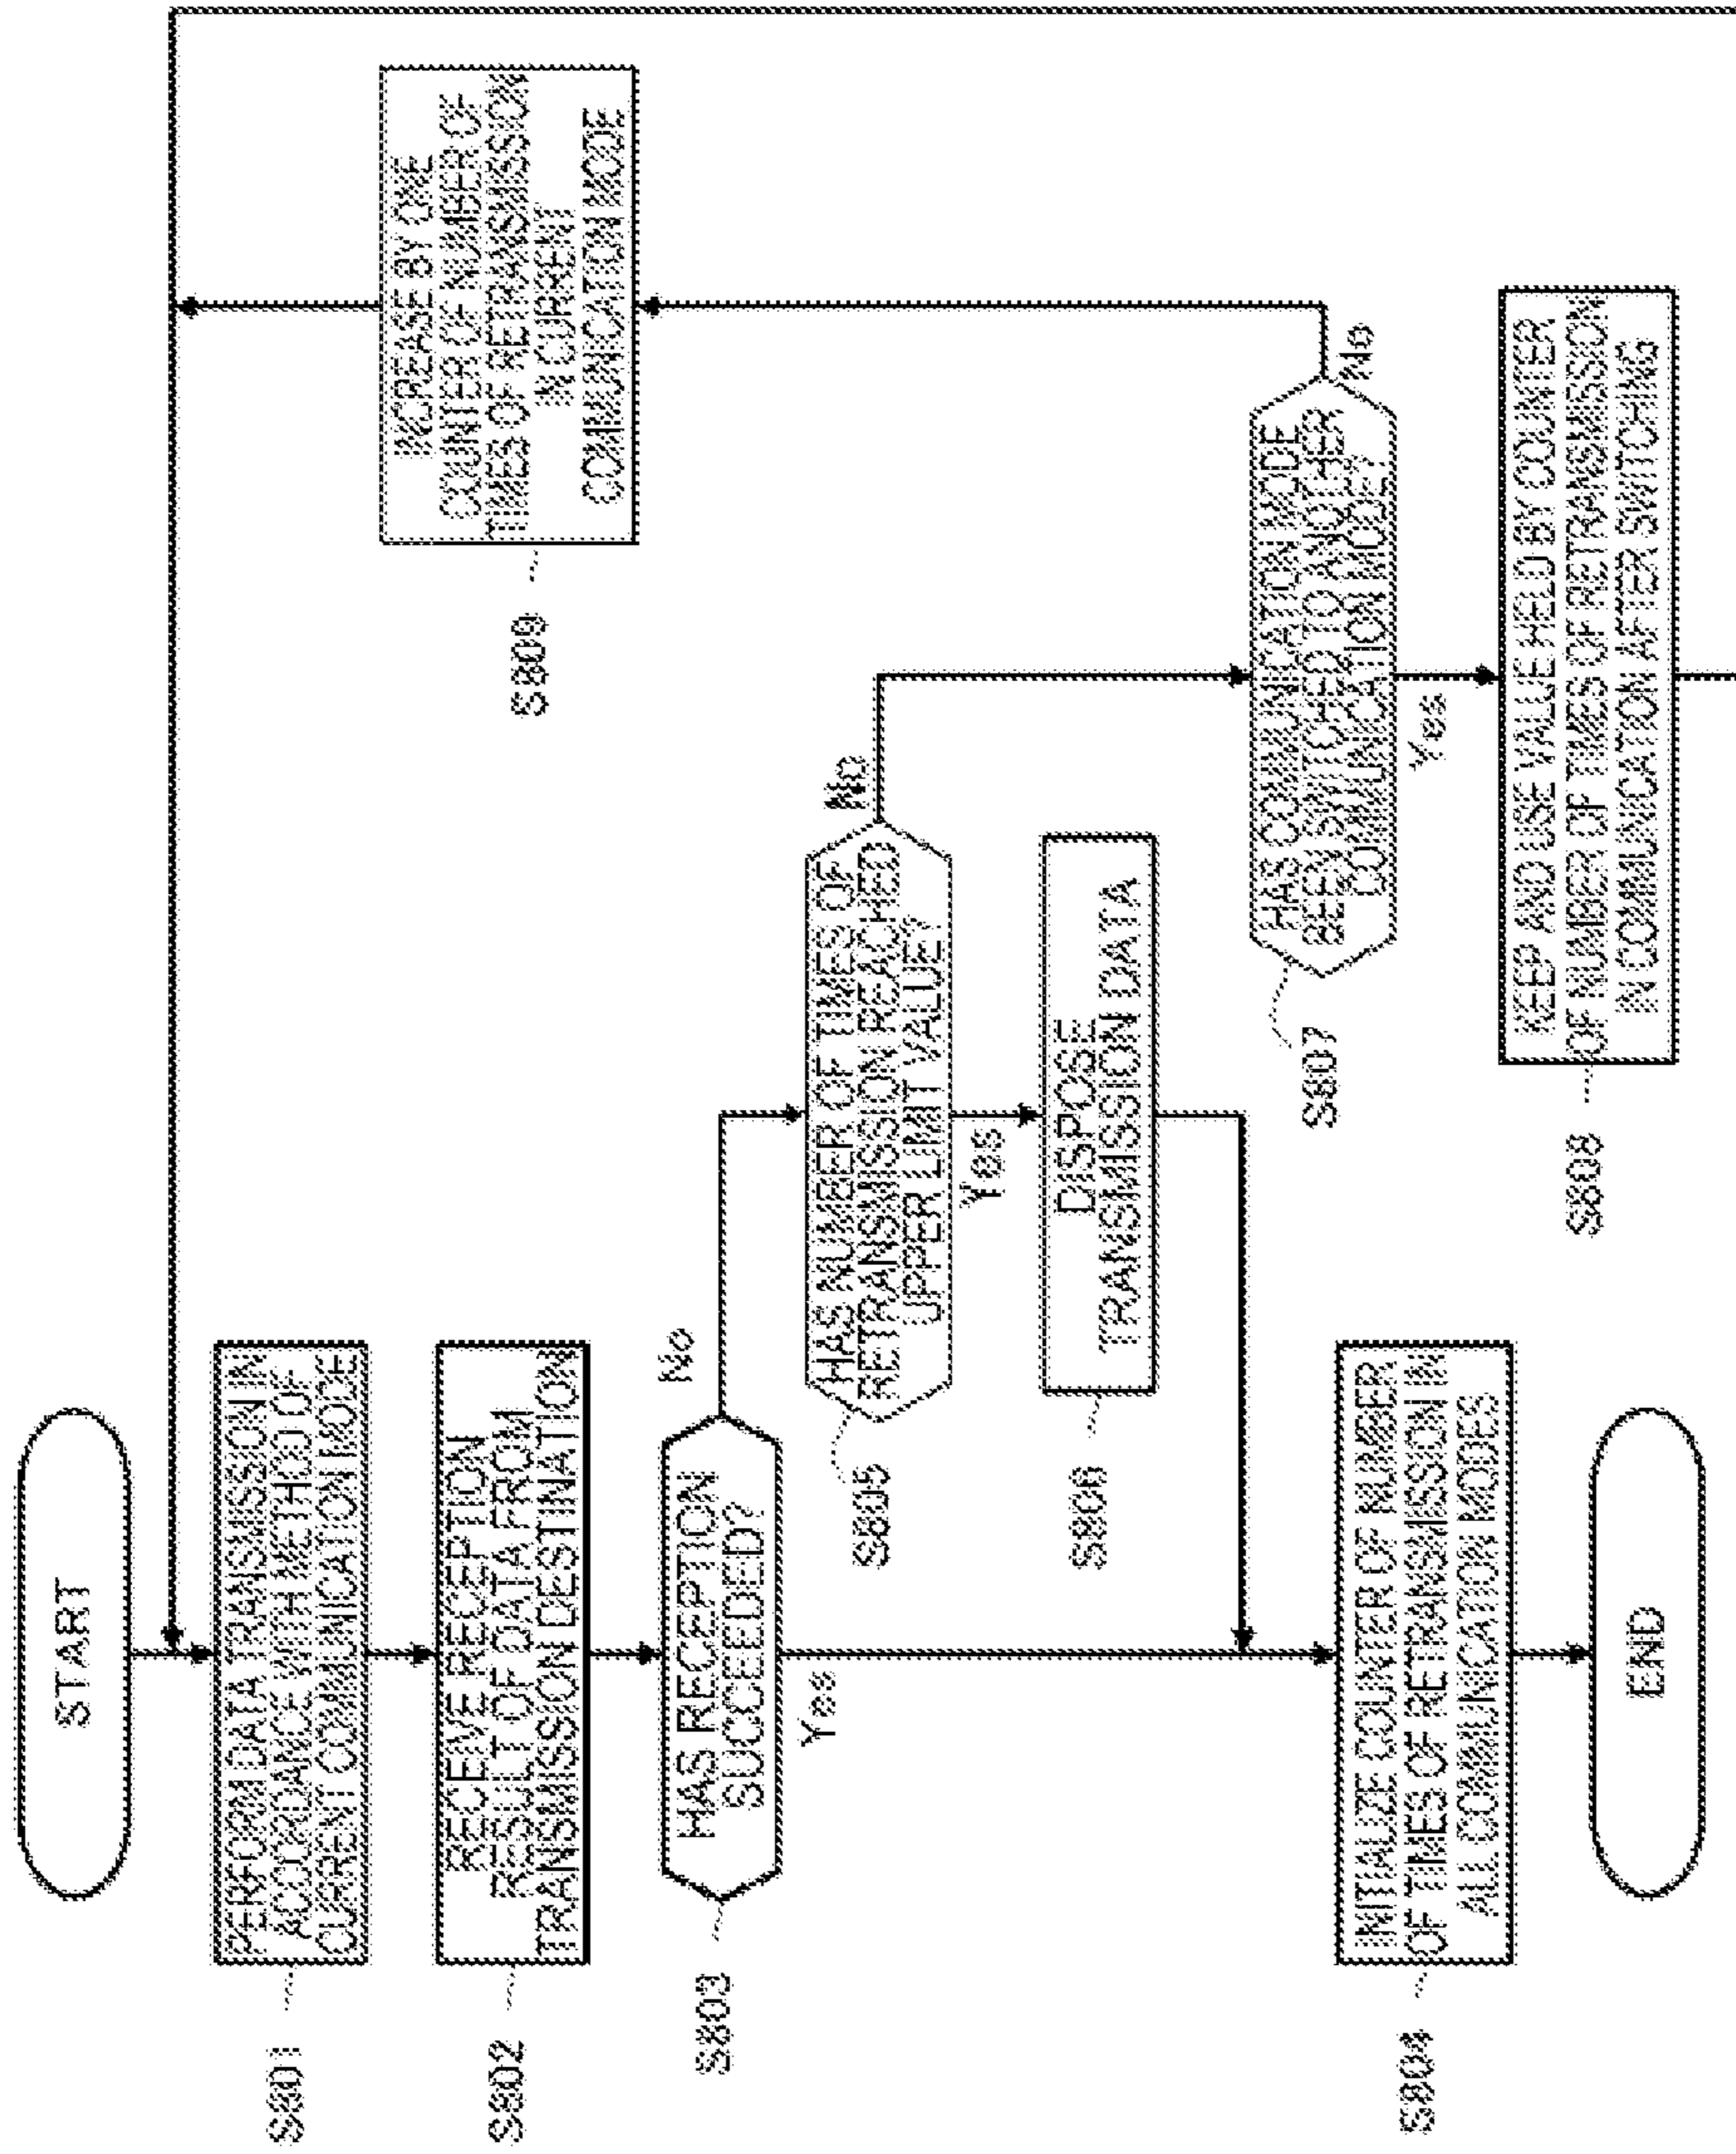 START
PERFORM DATA TRANSMISSION IN
ACCORDANCE WITH METHOD OF
CURRENT COMMUNICATION MODE
S801
RECEIVE RECEPTION
RESULT OF DATA FROM
TRANSMISSION DESTINATION
S802
HAS RECEPTION
SUCCEEDED?
S803
No
Yes
HAS NUMBER OF TIMES OF
RETRANSMISSION REACHED
UPPER LIMIT VALUE?
S805
No
Yes
DISPOSE
TRANSMISSION DATA
S806
HAS COMMUNICATION MODE
BEEN SWITCHED TO ANOTHER
COMMUNICATION MODE?
S807
No
Yes
KEEP AND USE VALUE HELD BY COUNTER
OF NUMBER OF TIMES OF RETRANSMISSION
IN COMMUNICATION AFTER SWITCHING
S808
INCREASE BY ONE
COUNTER OF NUMBER OF
TIMES OF RETRANSMISSION
IN CURRENT
COMMUNICATION MODE
S809
INITIALIZE COUNTER OF NUMBER
OF TIMES OF RETRANSMISSION IN
ALL COMMUNICATION MODES
S804
END